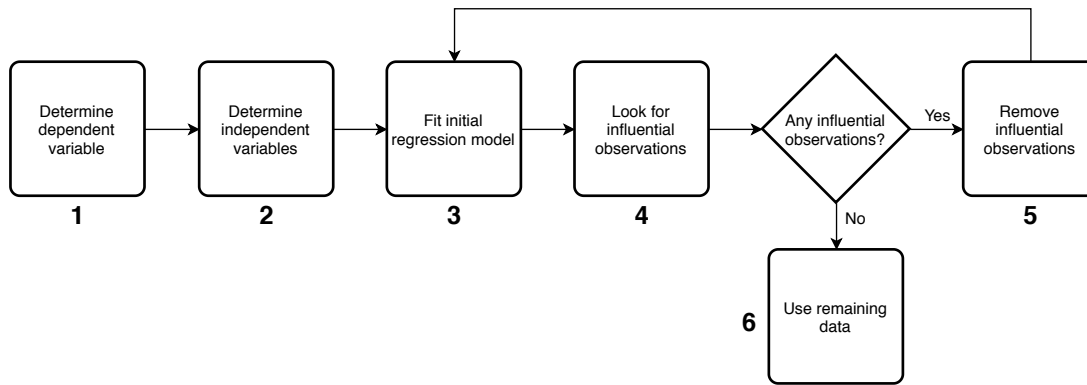 Determine
dependent
variable
1
Determine
independent
variables
2
Fit initial
regression model
3
Look for
influential
observations
4
Any influential
observations?
Yes
Remove
influential
observations
5
No
Use remaining
data
6